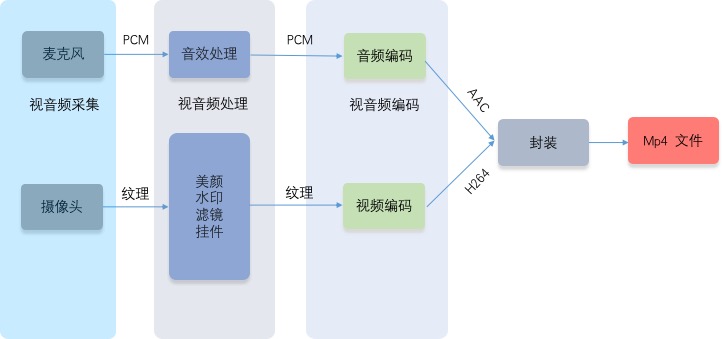 麦克风
PCM
音效处理
PCM
音频编码
视音频采集
视音频处理
视音频编码
AAC
封装
Mp4 文件
摄像头
纹理
美颜
水印
滤镜
挂件
纹理
视频编码
H264